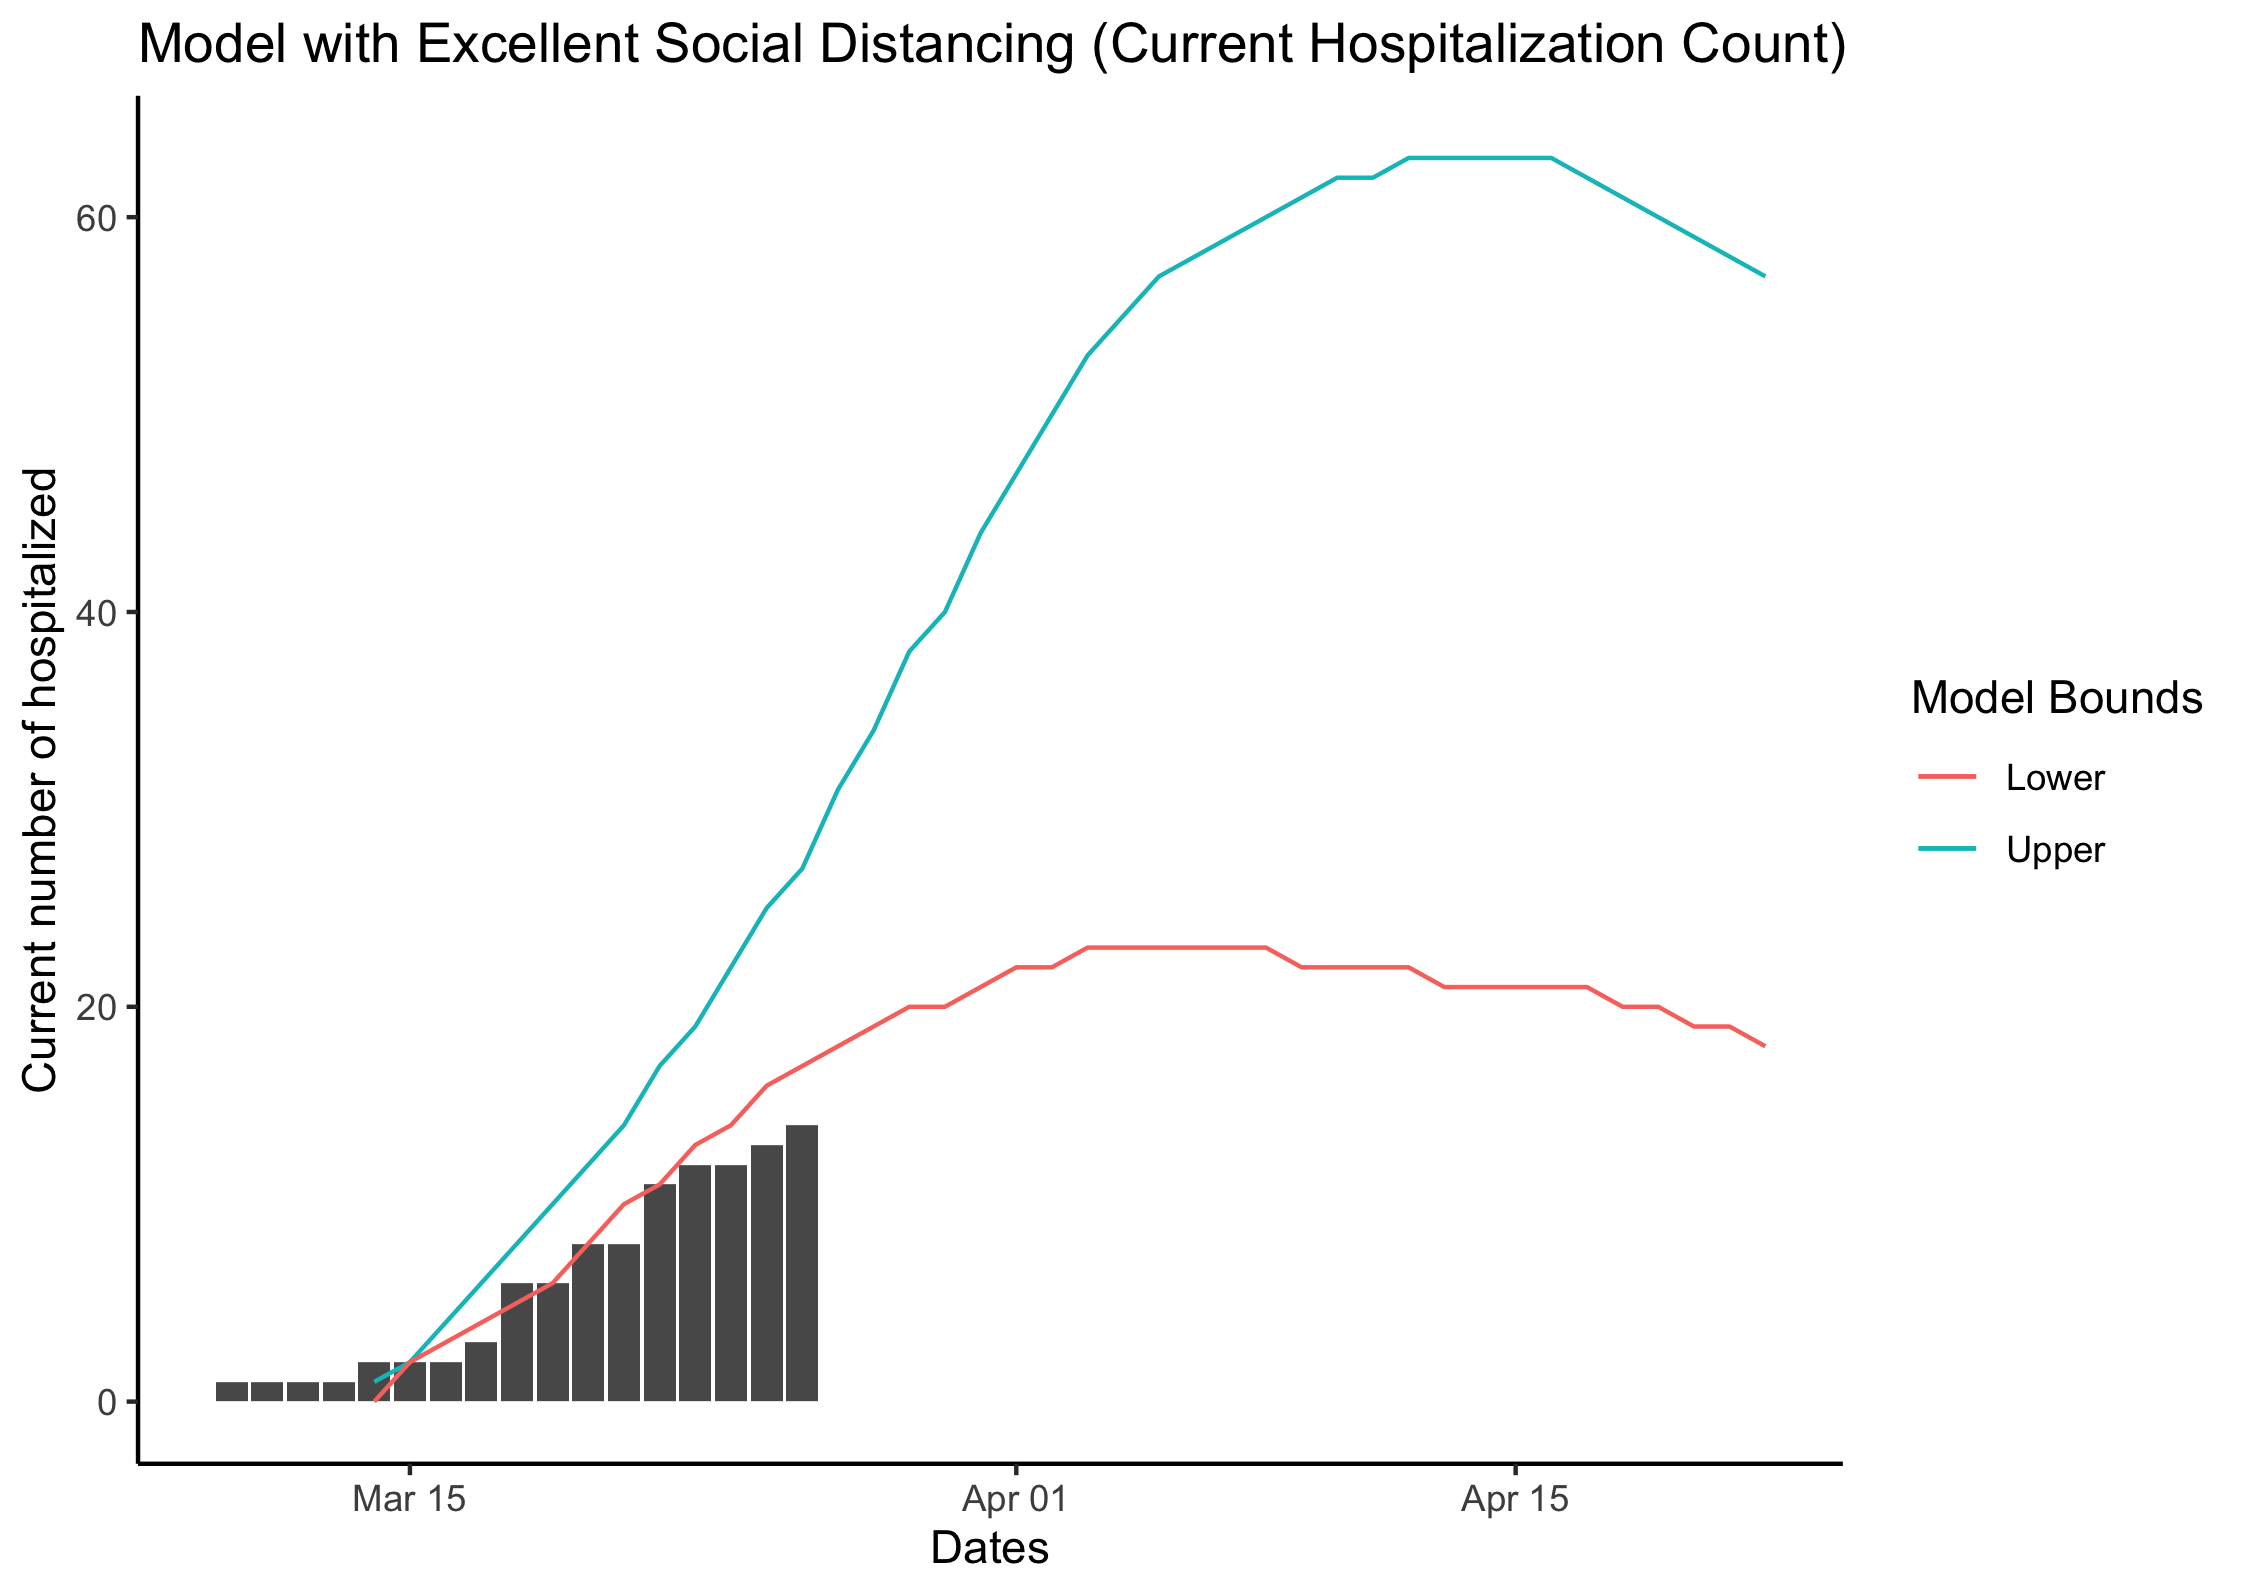 Model with Excellent Social Distancing (Current Hospitalization Count)
Current number of hospitalized
60
40
20
0
Mar 15
Apr 01
Apr 15
Dates
Model Bounds
Lower
Upper